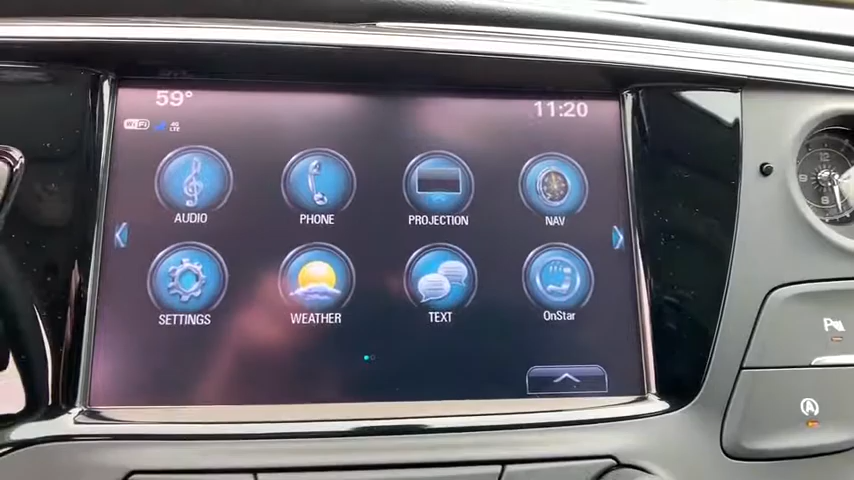 59°
11:20
WiFi 4G LTE
AUDIO PHONE PROJECTION NAV
SETTINGS WEATHER TEXT OnStar